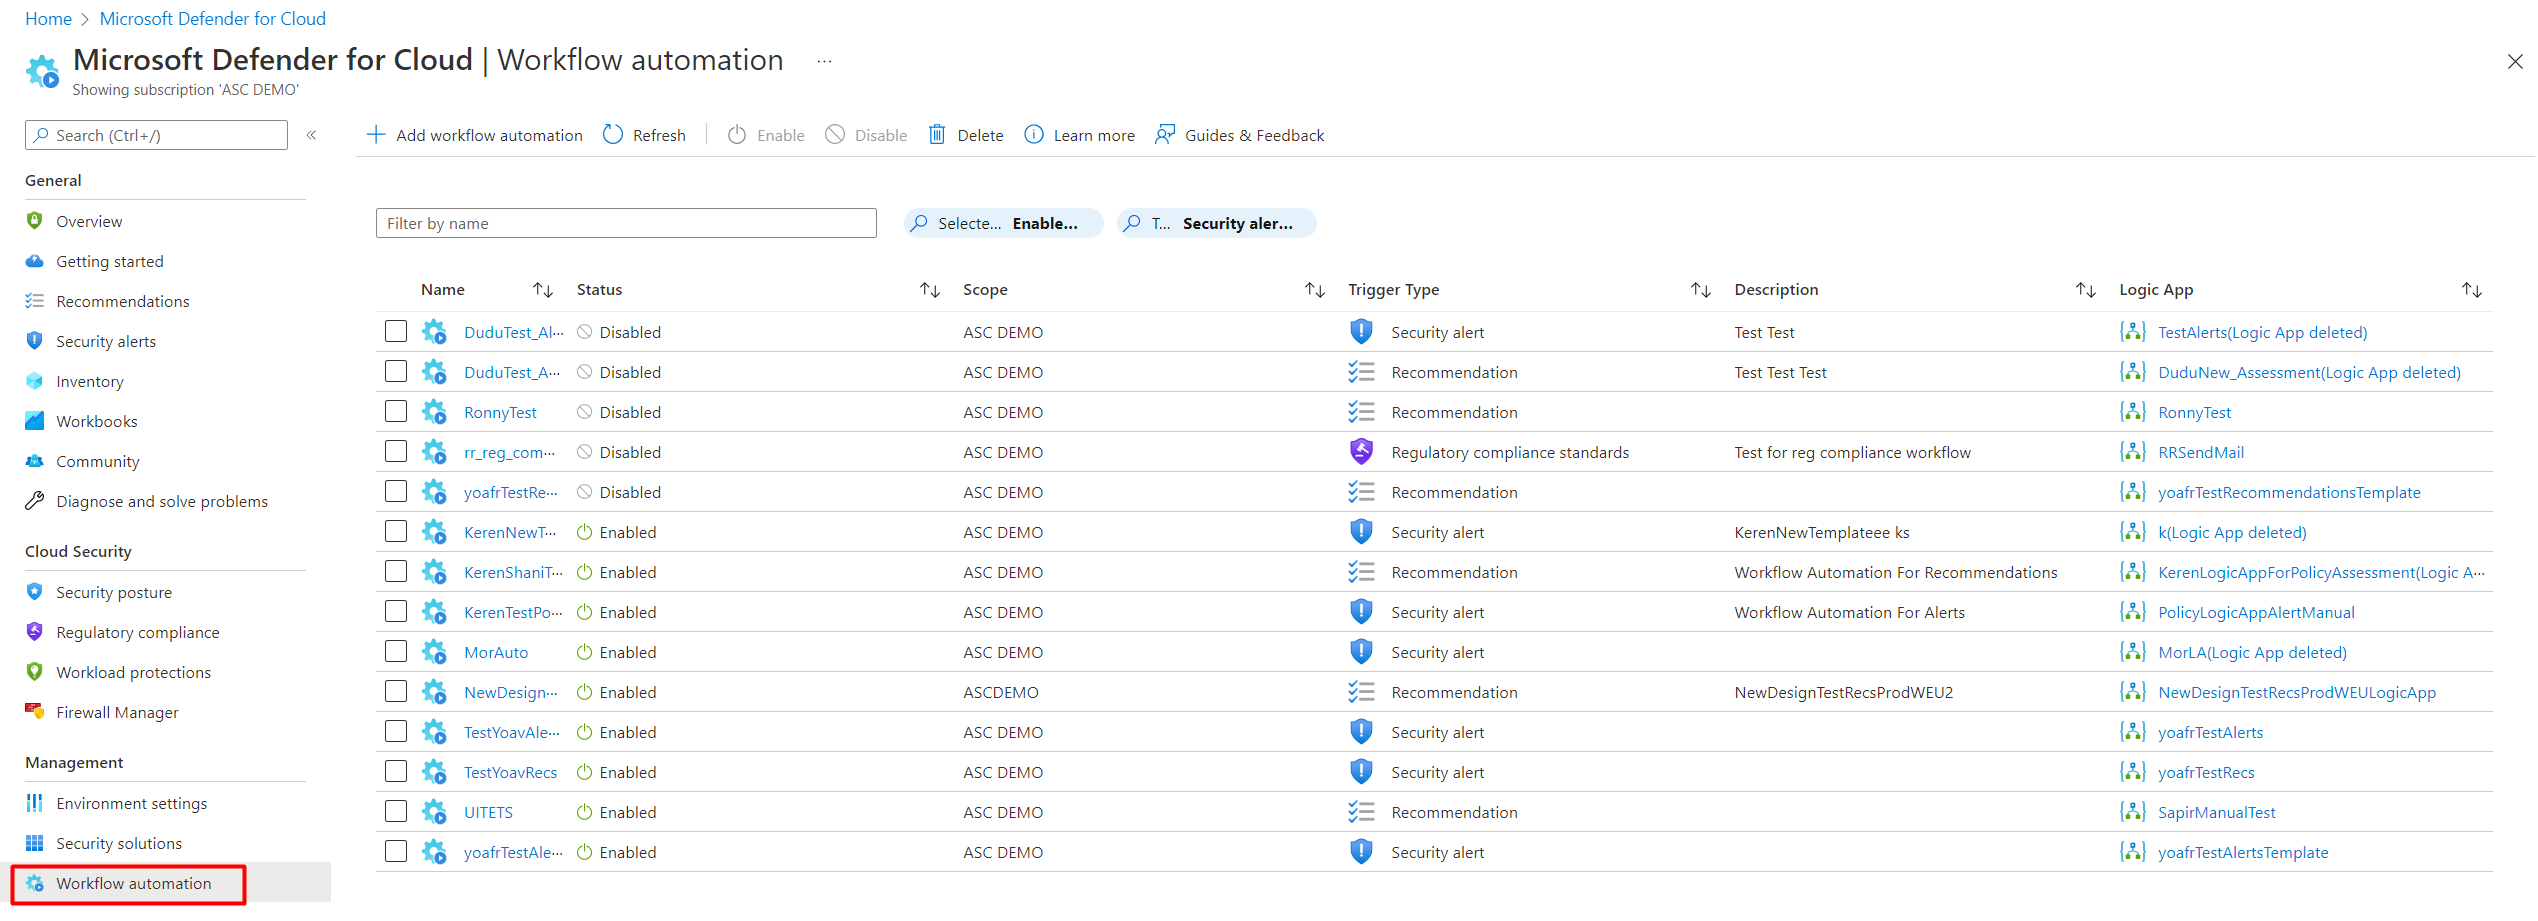 Home > Microsoft Defender for Cloud
Microsoft Defender for Cloud | Workflow automation ...
Showing subscription 'ASC DEMO'
Search (Ctrl+/) «
General
Overview
Getting started
Recommendations
Security alerts
Inventory
Workbooks
Community
Diagnose and solve problems
Cloud Security
Security posture
Regulatory compliance
Workload protections
Firewall Manager
Management
Environment settings
Security solutions
Workflow automation
Add workflow automation Refresh Enable Disable Delete Learn more Guides & Feedback
Filter by name Selecte... Enable... T... Security aler...
Name Status Scope Trigger Type Description Logic App
DuduTest_Al... Disabled ASC DEMO Security alert Test Test TestAlerts(Logic App deleted)
DuduTest_A... Disabled ASC DEMO Recommendation Test Test Test DuduNew_Assessment(Logic App deleted)
RonnyTest Disabled ASC DEMO Recommendation RonnyTest
rr_reg_com... Disabled ASC DEMO Regulatory compliance standards Test for reg compliance workflow RRSendMail
yoafrTestRe... Disabled ASC DEMO Recommendation yoafrTestRecommendationsTemplate
KerenNewT... Enabled ASC DEMO Security alert KerenNewTemplateee ks k(Logic App deleted)
KerenShaniT... Enabled ASC DEMO Recommendation Workflow Automation For Recommendations KerenLogicAppForPolicyAssessment(Logic A...
KerenTestPo... Enabled ASC DEMO Security alert Workflow Automation For Alerts PolicyLogicAppAlertManual
MorAuto Enabled ASC DEMO Security alert MorLA(Logic App deleted)
NewDesign... Enabled ASCDEMO Recommendation NewDesignTestRecsProdWEU2 NewDesignTestRecsProdWEULogicApp
TestYoavAle... Enabled ASC DEMO Security alert yoafrTestAlerts
TestYoavRecs Enabled ASC DEMO Security alert yoafrTestRecs
UITETS Enabled ASC DEMO Recommendation SapirManualTest
yoafrTestAle... Enabled ASC DEMO Security alert yoafrTestAlertsTemplate